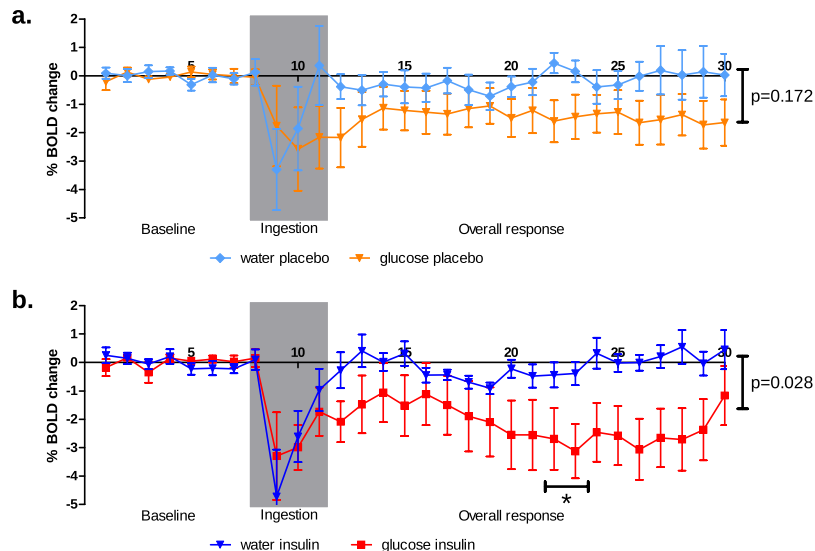 a.
% BOLD change
2
1
0
-1
-2
-3
-4
-5
5 10 15 20 25 30
p=0.172
Baseline Ingestion Overall response
water placebo glucose placebo
b.
% BOLD change
2
1
0
-1
-2
-3
-4
-5
5 10 15 20 25 30
p=0.028
*
Baseline Ingestion Overall response
water insulin glucose insulin